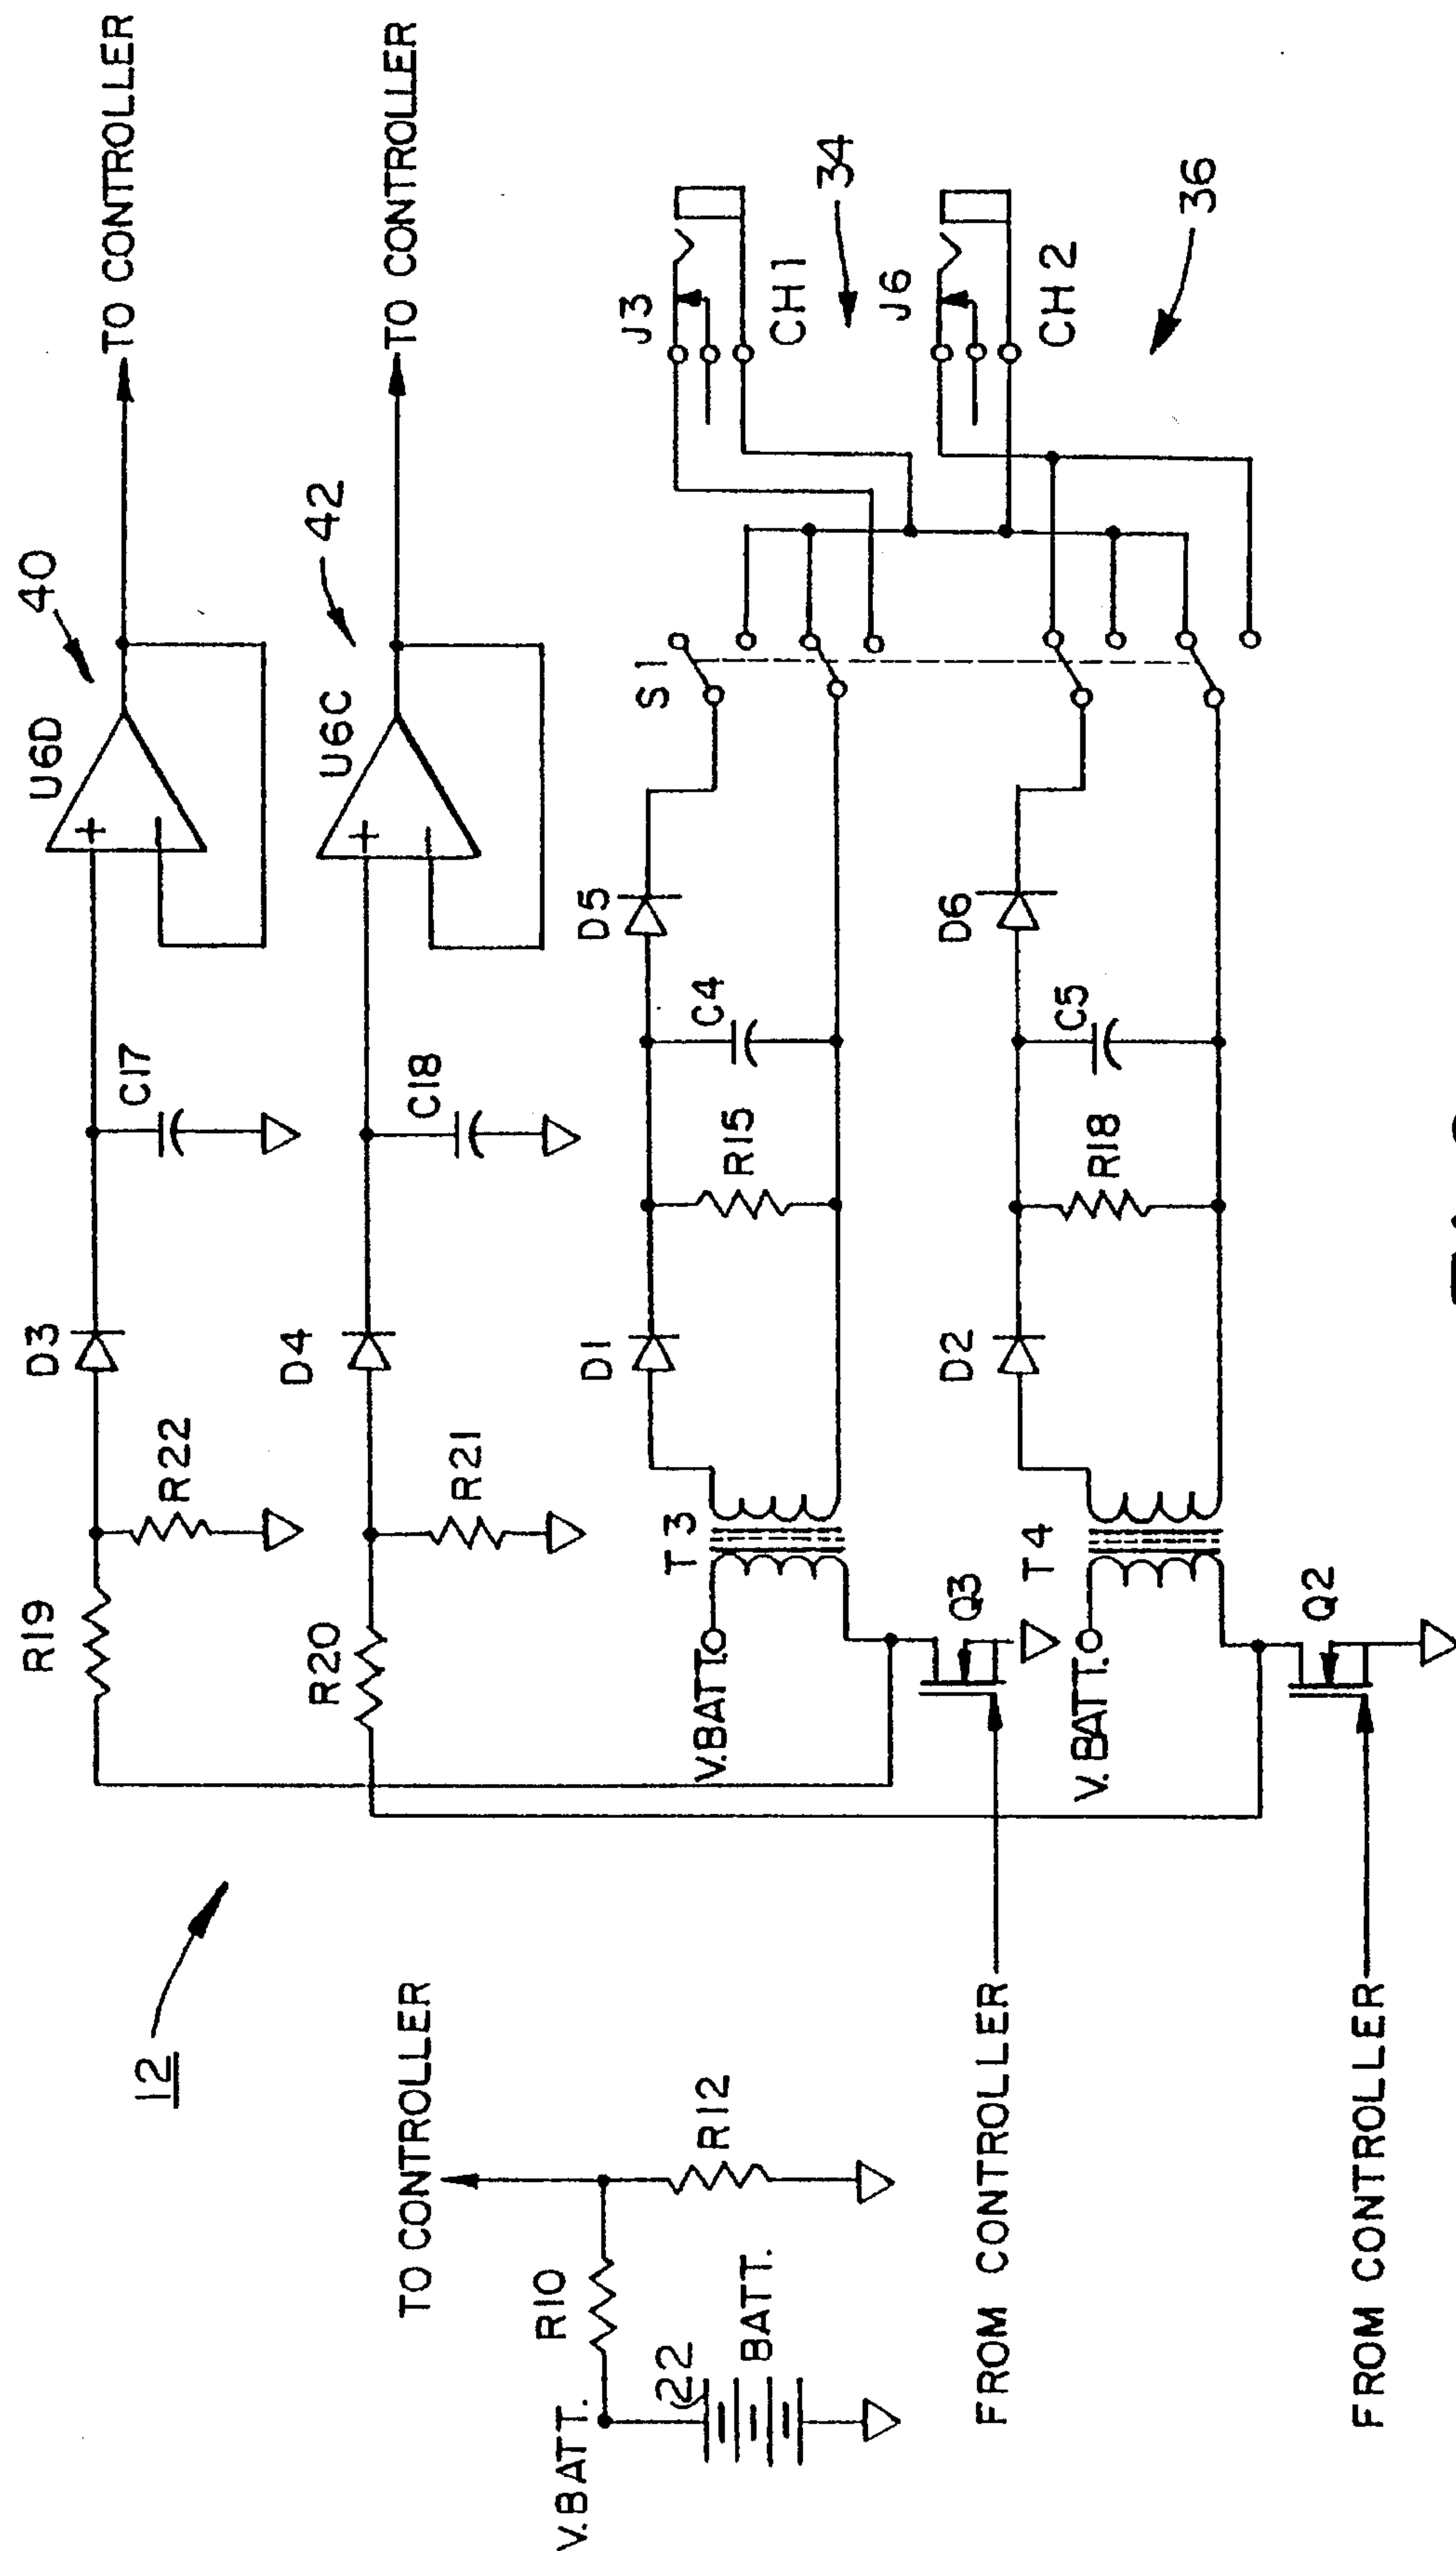 12
TO CONTROLLER
V.BATT.
R10
R12
22
BATT.
FROM CONTROLLER
FROM CONTROLLER
R19
R22
D3
C17
U6D
+
−
40
TO CONTROLLER
R20
R21
D4
C18
U6C
+
−
42
TO CONTROLLER
V.BATT.
T3
Q3
D1
R15
C4
D5
S1
J3
CH1
34
V.BATT.
T4
Q2
D2
R18
C5
D6
J6
CH2
36